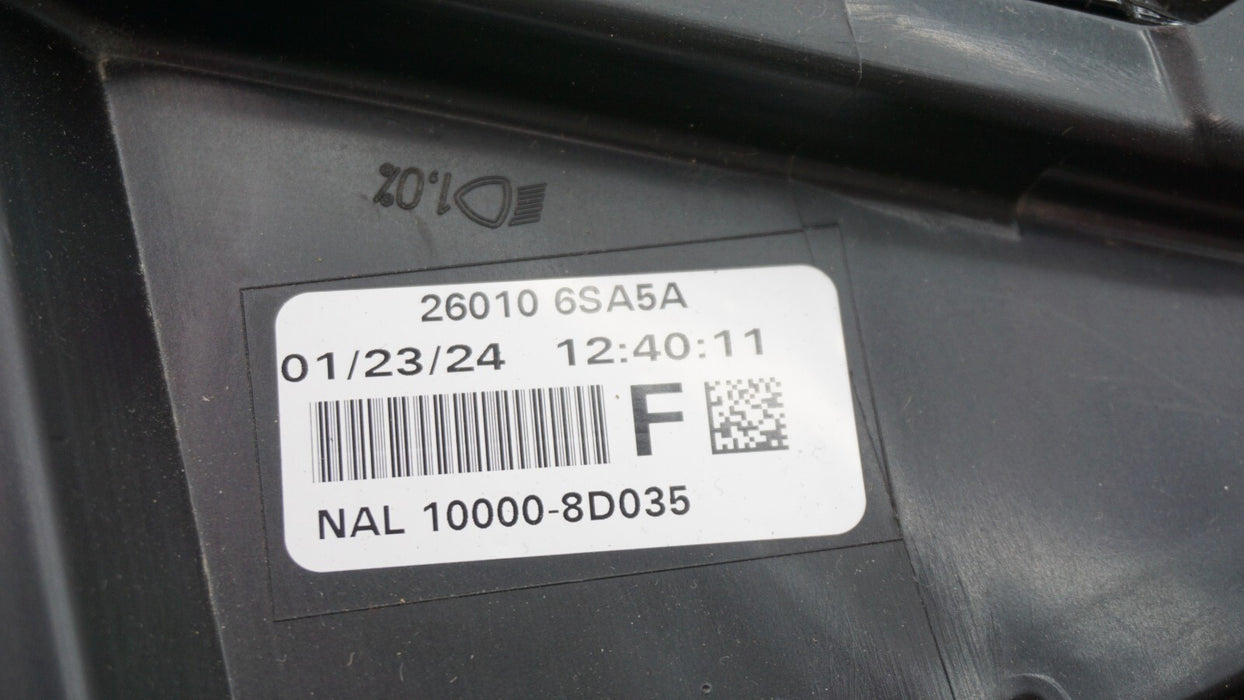 1,0%
26010 6SA5A
01/23/24 12:40:11
F
NAL 10000-8D035